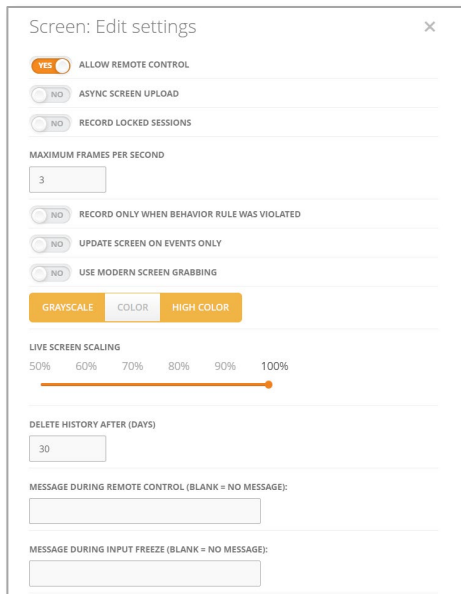 Screen: Edit settings ×
YES ALLOW REMOTE CONTROL
NO ASYNC SCREEN UPLOAD
NO RECORD LOCKED SESSIONS
MAXIMUM FRAMES PER SECOND
3
NO RECORD ONLY WHEN BEHAVIOR RULE WAS VIOLATED
NO UPDATE SCREEN ON EVENTS ONLY
NO USE MODERN SCREEN GRABBING
GRAYSCALE COLOR HIGH COLOR
LIVE SCREEN SCALING
50% 60% 70% 80% 90% 100%
DELETE HISTORY AFTER (DAYS)
30
MESSAGE DURING REMOTE CONTROL (BLANK = NO MESSAGE):
MESSAGE DURING INPUT FREEZE (BLANK = NO MESSAGE):